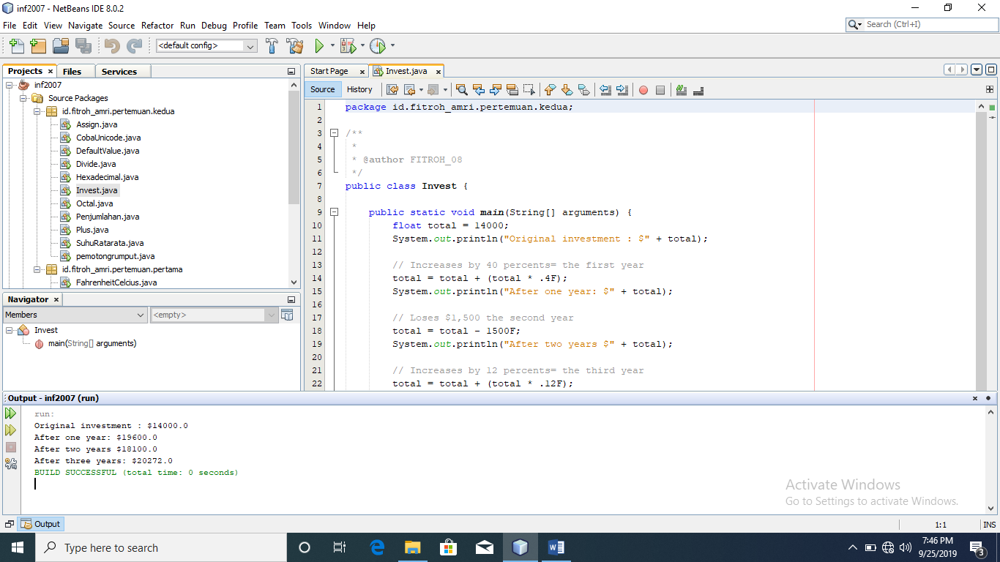 inf2007 - NetBeans IDE 8.0.2
File Edit View Navigate Source Refactor Run Debug Profile Team Tools Window Help
Search (Ctrl+I)
<default config>
Projects Files Services
inf2007
Source Packages
id.fitroh_amri.pertemuan.kedua
Assign.java
CobaUnicode.java
DefaultValue.java
Divide.java
Hexadecimal.java
Invest.java
Octal.java
Penjumlahan.java
Plus.java
SuhuRatarata.java
pemotongrumput.java
id.fitroh_amri.pertemuan.pertama
FahrenheitCelcius.java
Navigator
Members
<empty>
Invest
main(String[] arguments)
Start Page Invest.java
Source History
1 package id.fitroh_amri.pertemuan.kedua;
2
3 /**
4 *
5 * @author FITROH_08
6 */
7 public class Invest {
8
9 public static void main(String[] arguments) {
10 float total = 14000;
11 System.out.println("Original investment : $" + total);
12
13 // Increases by 40 percents= the first year
14 total = total + (total * .4F);
15 System.out.println("After one year: $" + total);
16
17 // Loses $1,500 the second year
18 total = total - 1500F;
19 System.out.println("After two years $" + total);
20
21 // Increases by 12 percents= the third year
22 total = total + (total * .12F);
Output - inf2007 (run)
run:
Original investment : $14000.0
After one year: $19600.0
After two years $18100.0
After three years: $20272.0
BUILD SUCCESSFUL (total time: 0 seconds)
Activate Windows
Go to Settings to activate Windows.
Output
1:1 INS
Type here to search
7:46 PM
9/25/2019
3